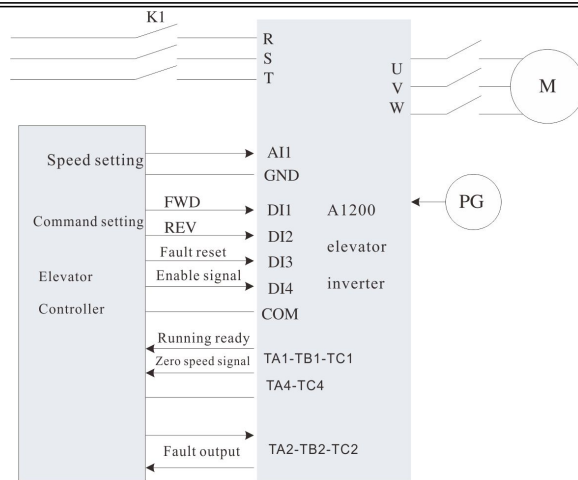 K1
R
S
T
U
V
W
M
Speed setting
AI1
GND
PG
Command setting
FWD
DI1
A1200
REV
DI2
elevator
Fault reset
DI3
Elevator
Enable signal
DI4
inverter
Controller
COM
Running ready
TA1-TB1-TC1
Zero speed signal
TA4-TC4
Fault output
TA2-TB2-TC2